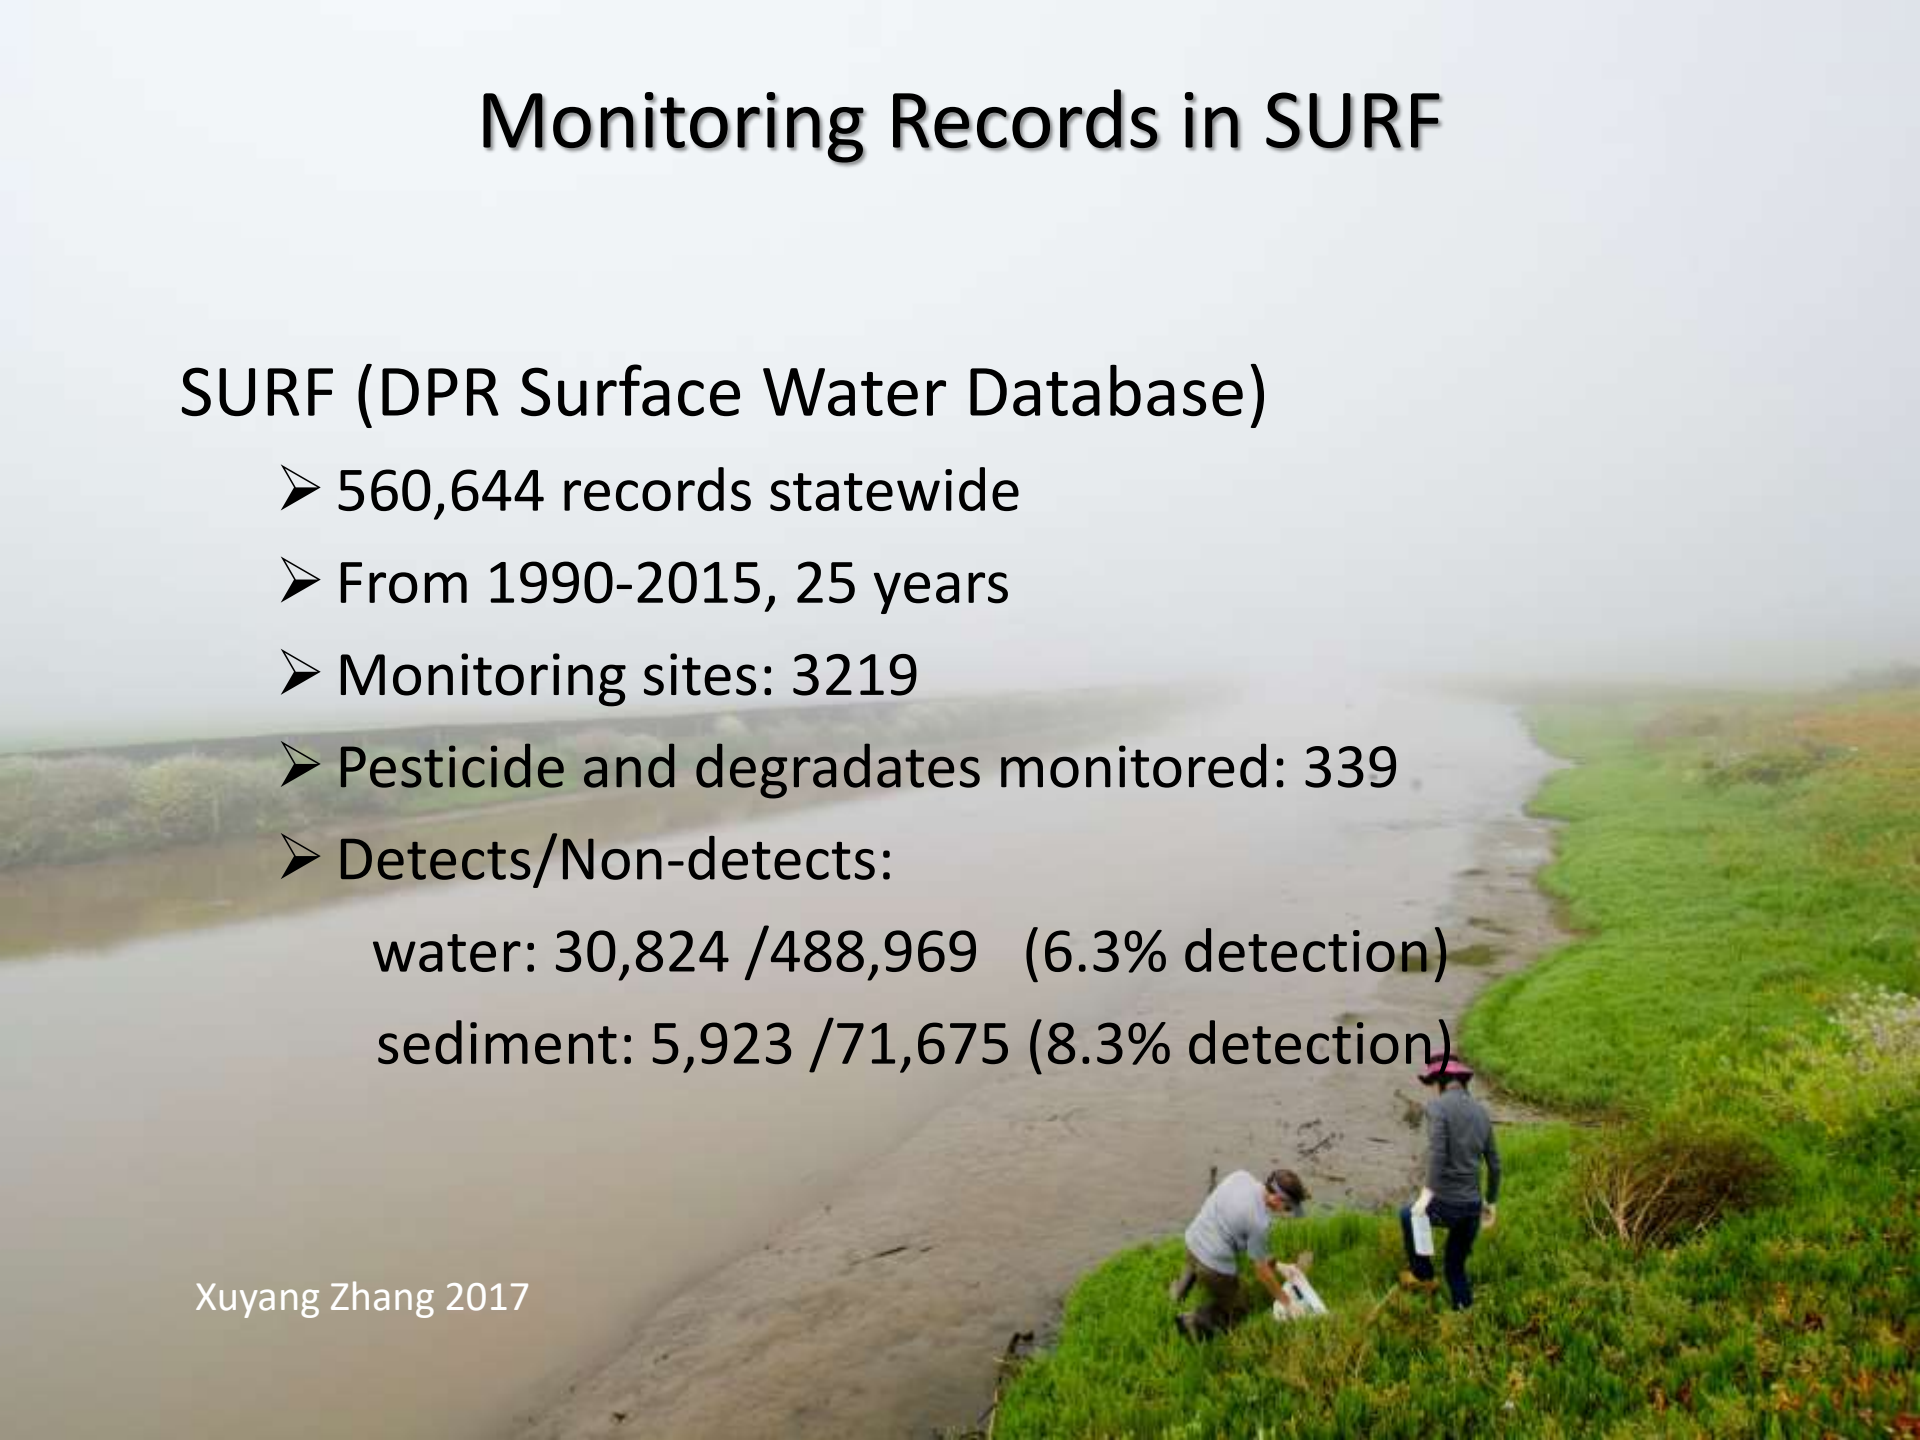 Monitoring Records in SURF
SURF (DPR Surface Water Database)
➢ 560,644 records statewide
➢ From 1990-2015, 25 years
➢ Monitoring sites: 3219
➢ Pesticide and degradates monitored: 339
➢ Detects/Non-detects:
water: 30,824 /488,969 (6.3% detection)
sediment: 5,923 /71,675 (8.3% detection)
Xuyang Zhang 2017